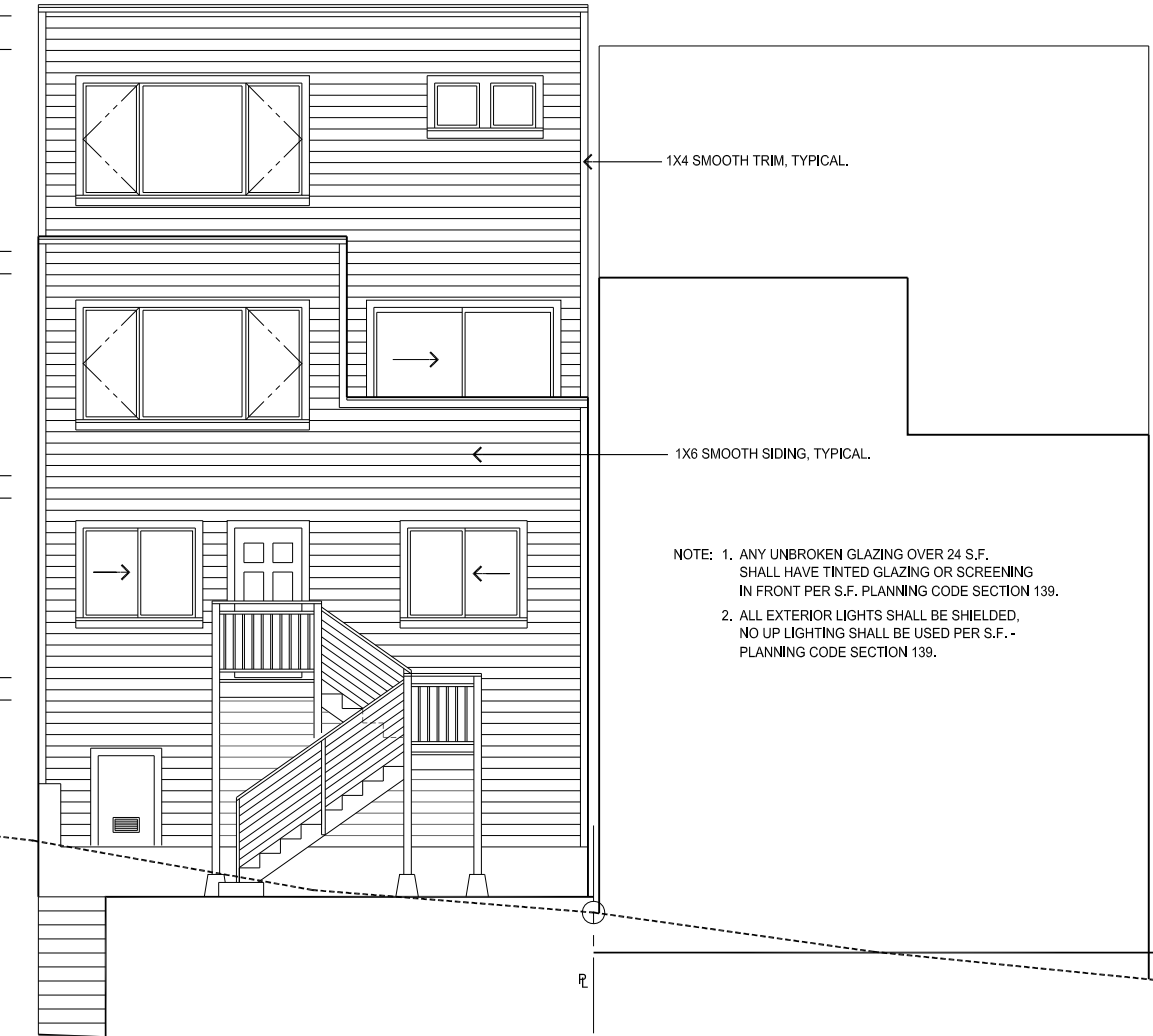 1X4 SMOOTH TRIM, TYPICAL.
1X6 SMOOTH SIDING, TYPICAL.
NOTE: 1. ANY UNBROKEN GLAZING OVER 24 S.F.
SHALL HAVE TINTED GLAZING OR SCREENING
IN FRONT PER S.F. PLANNING CODE SECTION 139.
2. ALL EXTERIOR LIGHTS SHALL BE SHIELDED,
NO UP LIGHTING SHALL BE USED PER S.F. -
PLANNING CODE SECTION 139.
PL